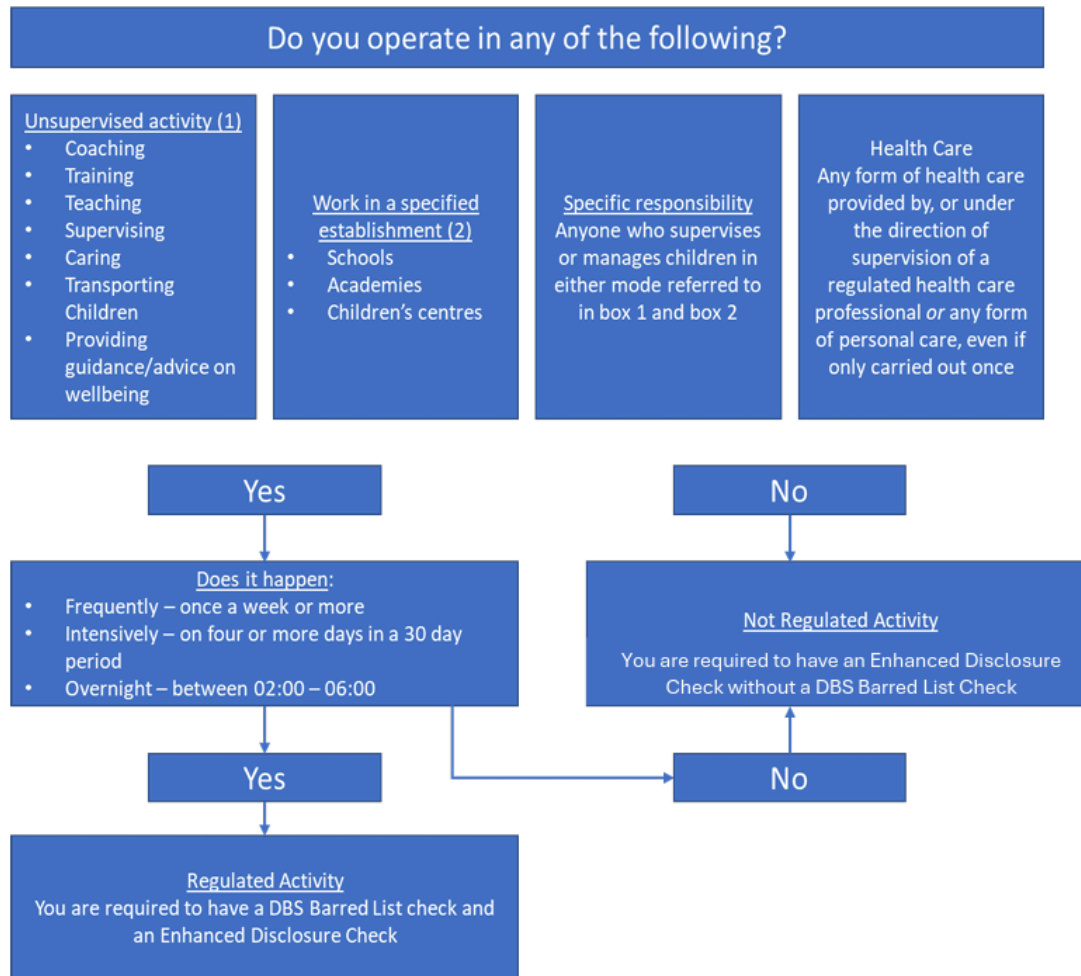 Do you operate in any of the following?
Unsupervised activity (1)
• Coaching
• Training
• Teaching
• Supervising
• Caring
• Transporting
Children
• Providing
guidance/advice on
wellbeing
Work in a specified
establishment (2)
• Schools
• Academies
• Children's centres
Specific responsibility
Anyone who supervises
or manages children in
either mode referred to
in box 1 and box 2
Health Care
Any form of health care
provided by, or under
the direction of
supervision of a
regulated health care
professional or any form
of personal care, even if
only carried out once
Yes
No
Does it happen:
• Frequently – once a week or more
• Intensively – on four or more days in a 30 day
period
• Overnight – between 02:00 – 06:00
Not Regulated Activity
You are required to have an Enhanced Disclosure
Check without a DBS Barred List Check
Yes
No
Regulated Activity
You are required to have a DBS Barred List check and
an Enhanced Disclosure Check